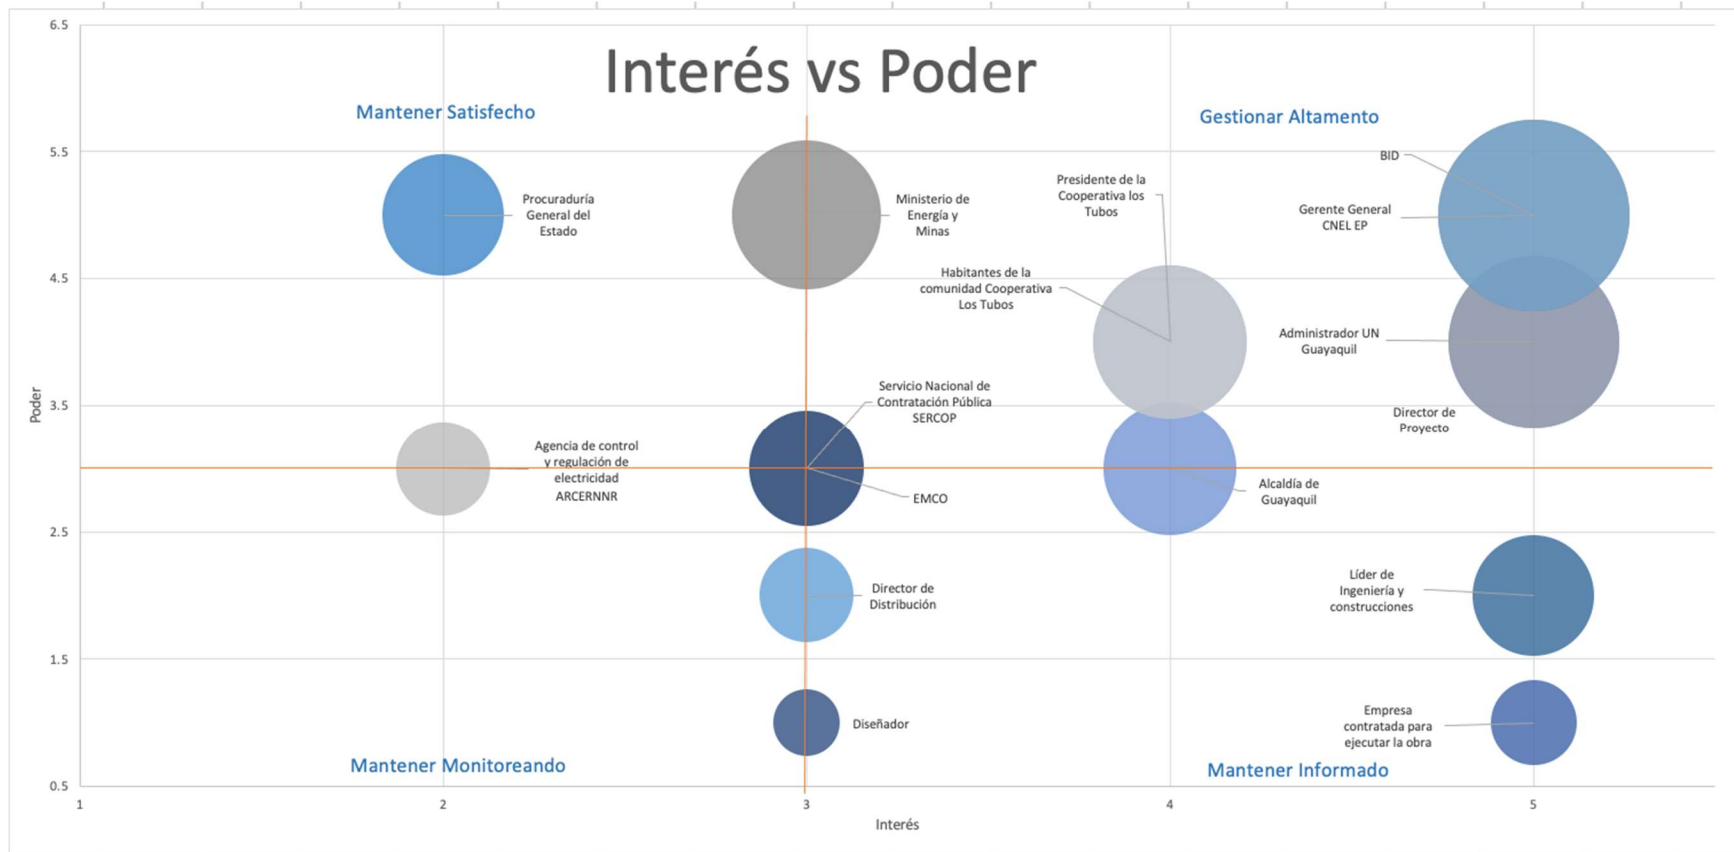 Interés vs Poder
Mantener Satisfecho
Gestionar Altamento
6.5
5.5
4.5
3.5
2.5
1.5
0.5
Poder
Procuraduría
General del
Estado
Ministerio de
Energía y
Minas
Presidente de la
Cooperativa los
Tubos
BID
Gerente General
CNEL EP
Habitantes de la
comunidad Cooperativa
Los Tubos
Administrador UN
Guayaquil
Servicio Nacional de
Contratación Pública
SERCOP
Director de
Proyecto
Agencia de control
y regulación de
electricidad
ARCERNNR
EMCO
Alcaldía de
Guayaquil
Director de
Distribución
Líder de
Ingeniería y
construcciones
Diseñador
Empresa
contratada para
ejecutar la obra
Mantener Monitoreando
Mantener Informado
1
2
3
4
5
Interés